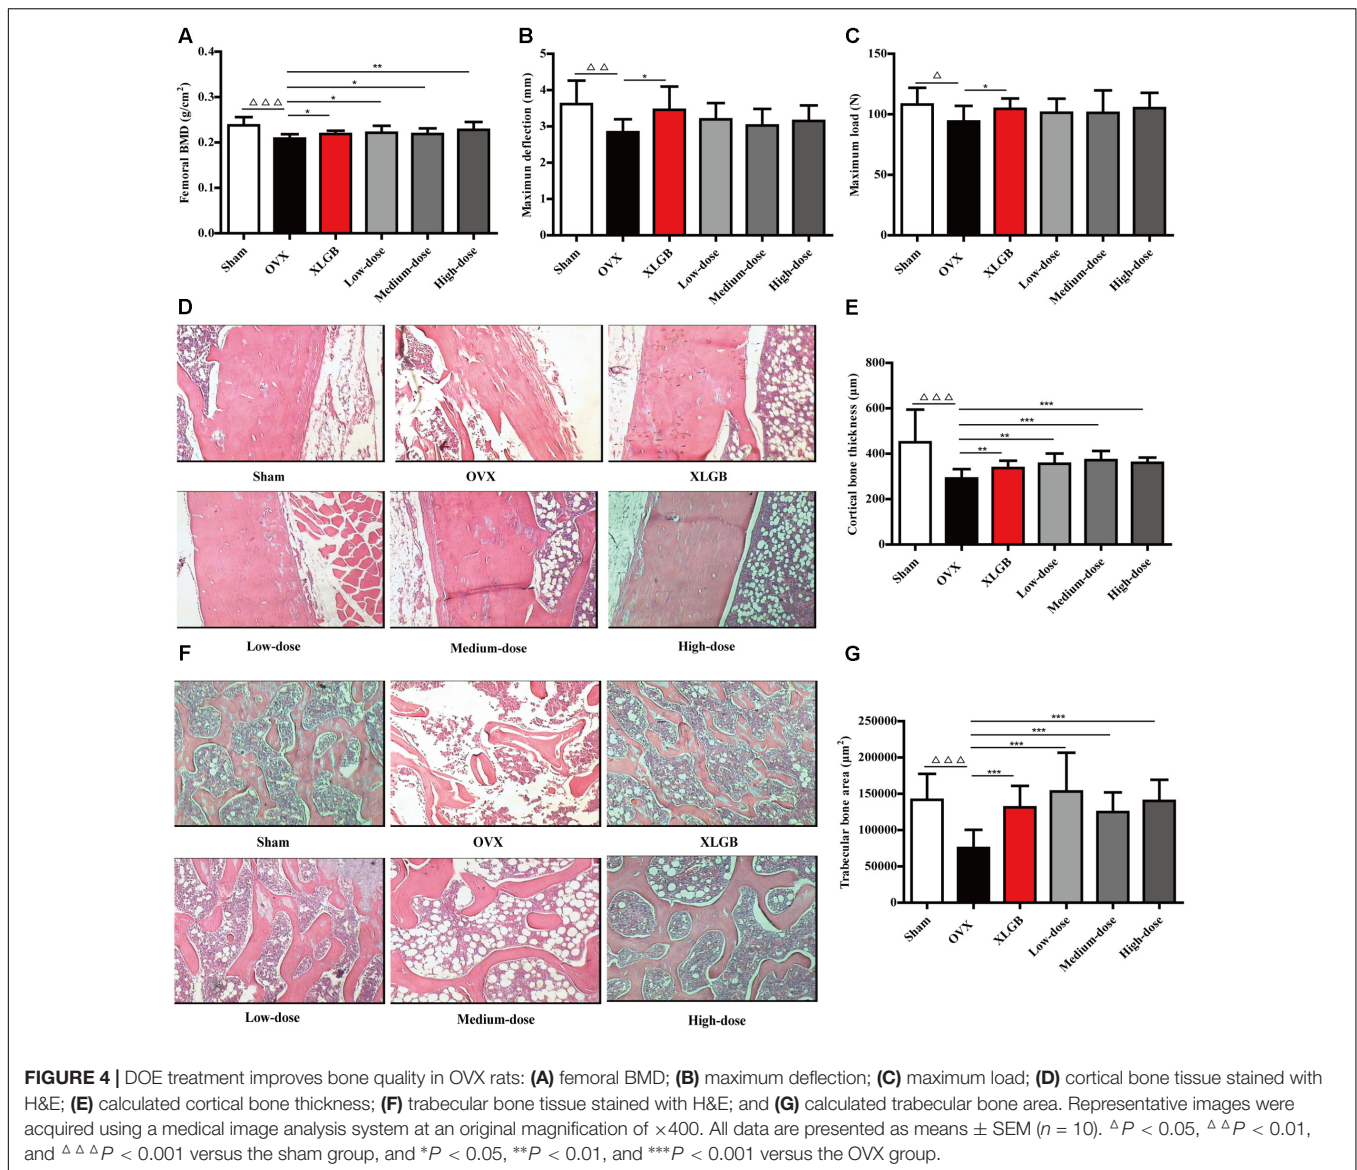 A
0.4
0.3
0.2
0.1
0.0
Femoral BMD (g/cm²)
△△△
*
*
*
**
Sham
OVX
XLGB
Low-dose
Medium-dose
High-dose
B
5
4
3
2
1
0
Maximun deflection (mm)
△△
*
Sham
OVX
XLGB
Low-dose
Medium-dose
High-dose
C
150
100
50
0
Maximum load (N)
△
*
Sham
OVX
XLGB
Low-dose
Medium-dose
High-dose
D
Sham
OVX
XLGB
Low-dose
Medium-dose
High-dose
E
800
600
400
200
0
Cortical bone thickness (μm)
△△△
**
**
***
***
Sham
OVX
XLGB
Low-dose
Medium-dose
High-dose
F
Sham
OVX
XLGB
Low-dose
Medium-dose
High-dose
G
250000
200000
150000
100000
50000
0
Trabecular bone area (μm²)
△△△
***
***
***
***
Sham
OVX
XLGB
Low-dose
Medium-dose
High-dose
FIGURE 4 | DOE treatment improves bone quality in OVX rats: (A) femoral BMD; (B) maximum deflection; (C) maximum load; (D) cortical bone tissue stained with
H&E; (E) calculated cortical bone thickness; (F) trabecular bone tissue stained with H&E; and (G) calculated trabecular bone area. Representative images were
acquired using a medical image analysis system at an original magnification of ×400. All data are presented as means ± SEM (n = 10). △P < 0.05, △△P < 0.01,
and △△△P < 0.001 versus the sham group, and *P < 0.05, **P < 0.01, and ***P < 0.001 versus the OVX group.